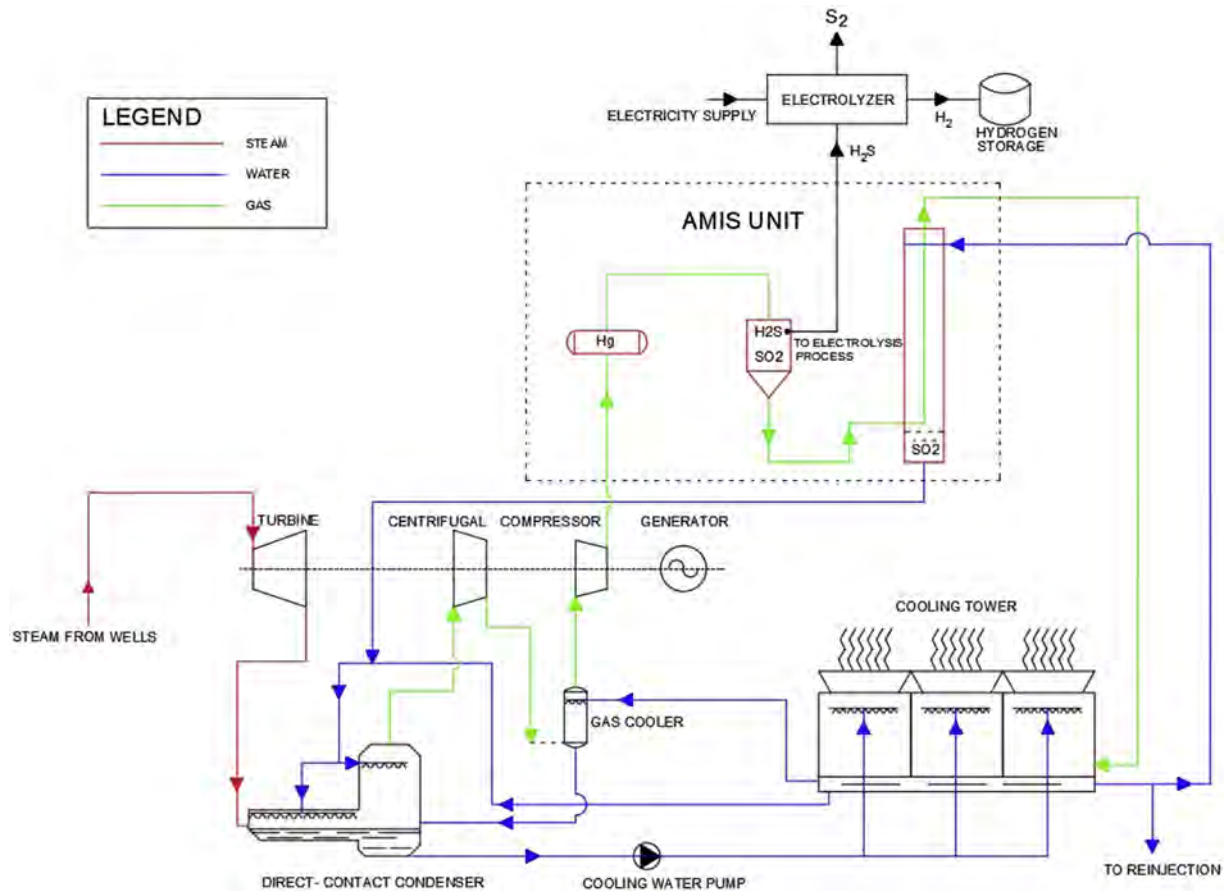 S2
ELECTROLYZER
ELECTRICITY SUPPLY
H2
HYDROGEN
STORAGE
H2S
LEGEND
STEAM
WATER
GAS
AMIS UNIT
Hg
H2S
SO2
TO ELECTROLYSIS
PROCESS
SO2
TURBINE
CENTRIFUGAL
COMPRESSOR
GENERATOR
STEAM FROM WELLS
COOLING TOWER
GAS COOLER
DIRECT- CONTACT CONDENSER
COOLING WATER PUMP
TO REINJECTION